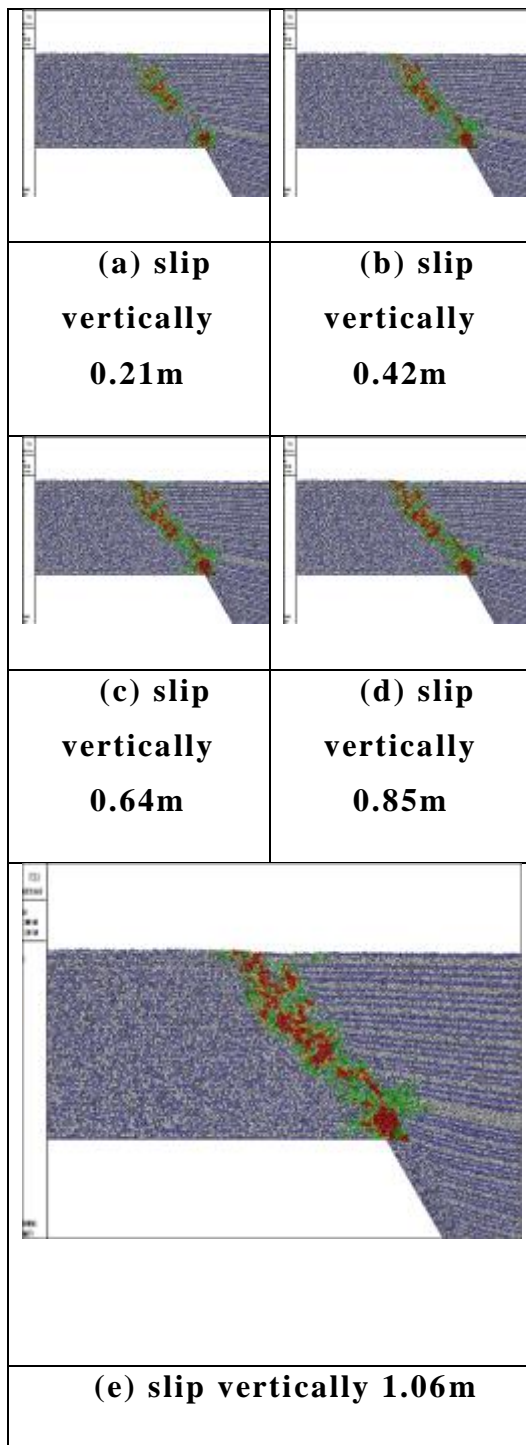 (a) slip
vertically
0.21m
(b) slip
vertically
0.42m
(c) slip
vertically
0.64m
(d) slip
vertically
0.85m
(e) slip vertically 1.06m